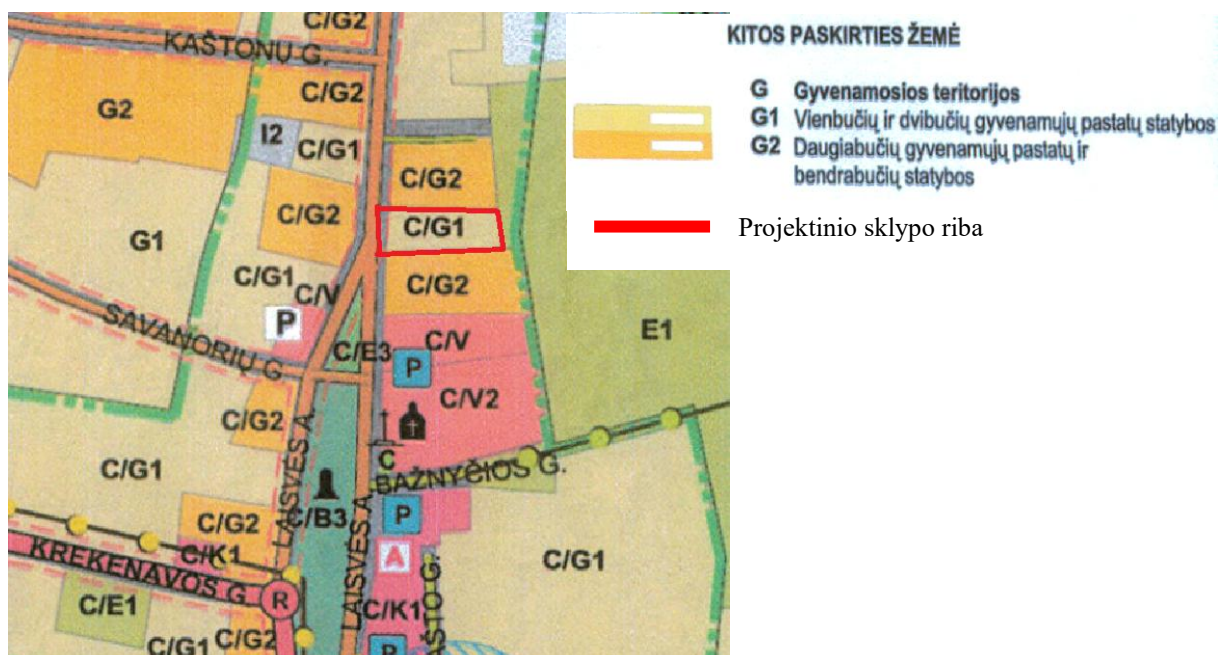 C/G2
KAŠTONŲ G.
C/G2
G2
I2
C/G1
C/G2
C/G2
C/G1
G1
C/G2
C/G1
C/V
P
SAVANORIŲ G
C/E3
C/V
P
E1
C/V2
C/G2
LAISVĖS A.
C
BAŽNYČIOS G.
C/G1
C/B3
P
C/G2
C/K1
LAISVĖS A.
A
C/G1
KREKENAVOS G
R
C/E1
C/K1
C/G1
C/G2
P
KITOS PASKIRTIES ŽEMĖ
G Gyvenamosios teritorijos
G1 Vienbučių ir dvibučių gyvenamųjų pastatų statybos
G2 Daugiabučių gyvenamųjų pastatų ir
bendrabučių statybos
Projektinio sklypo riba